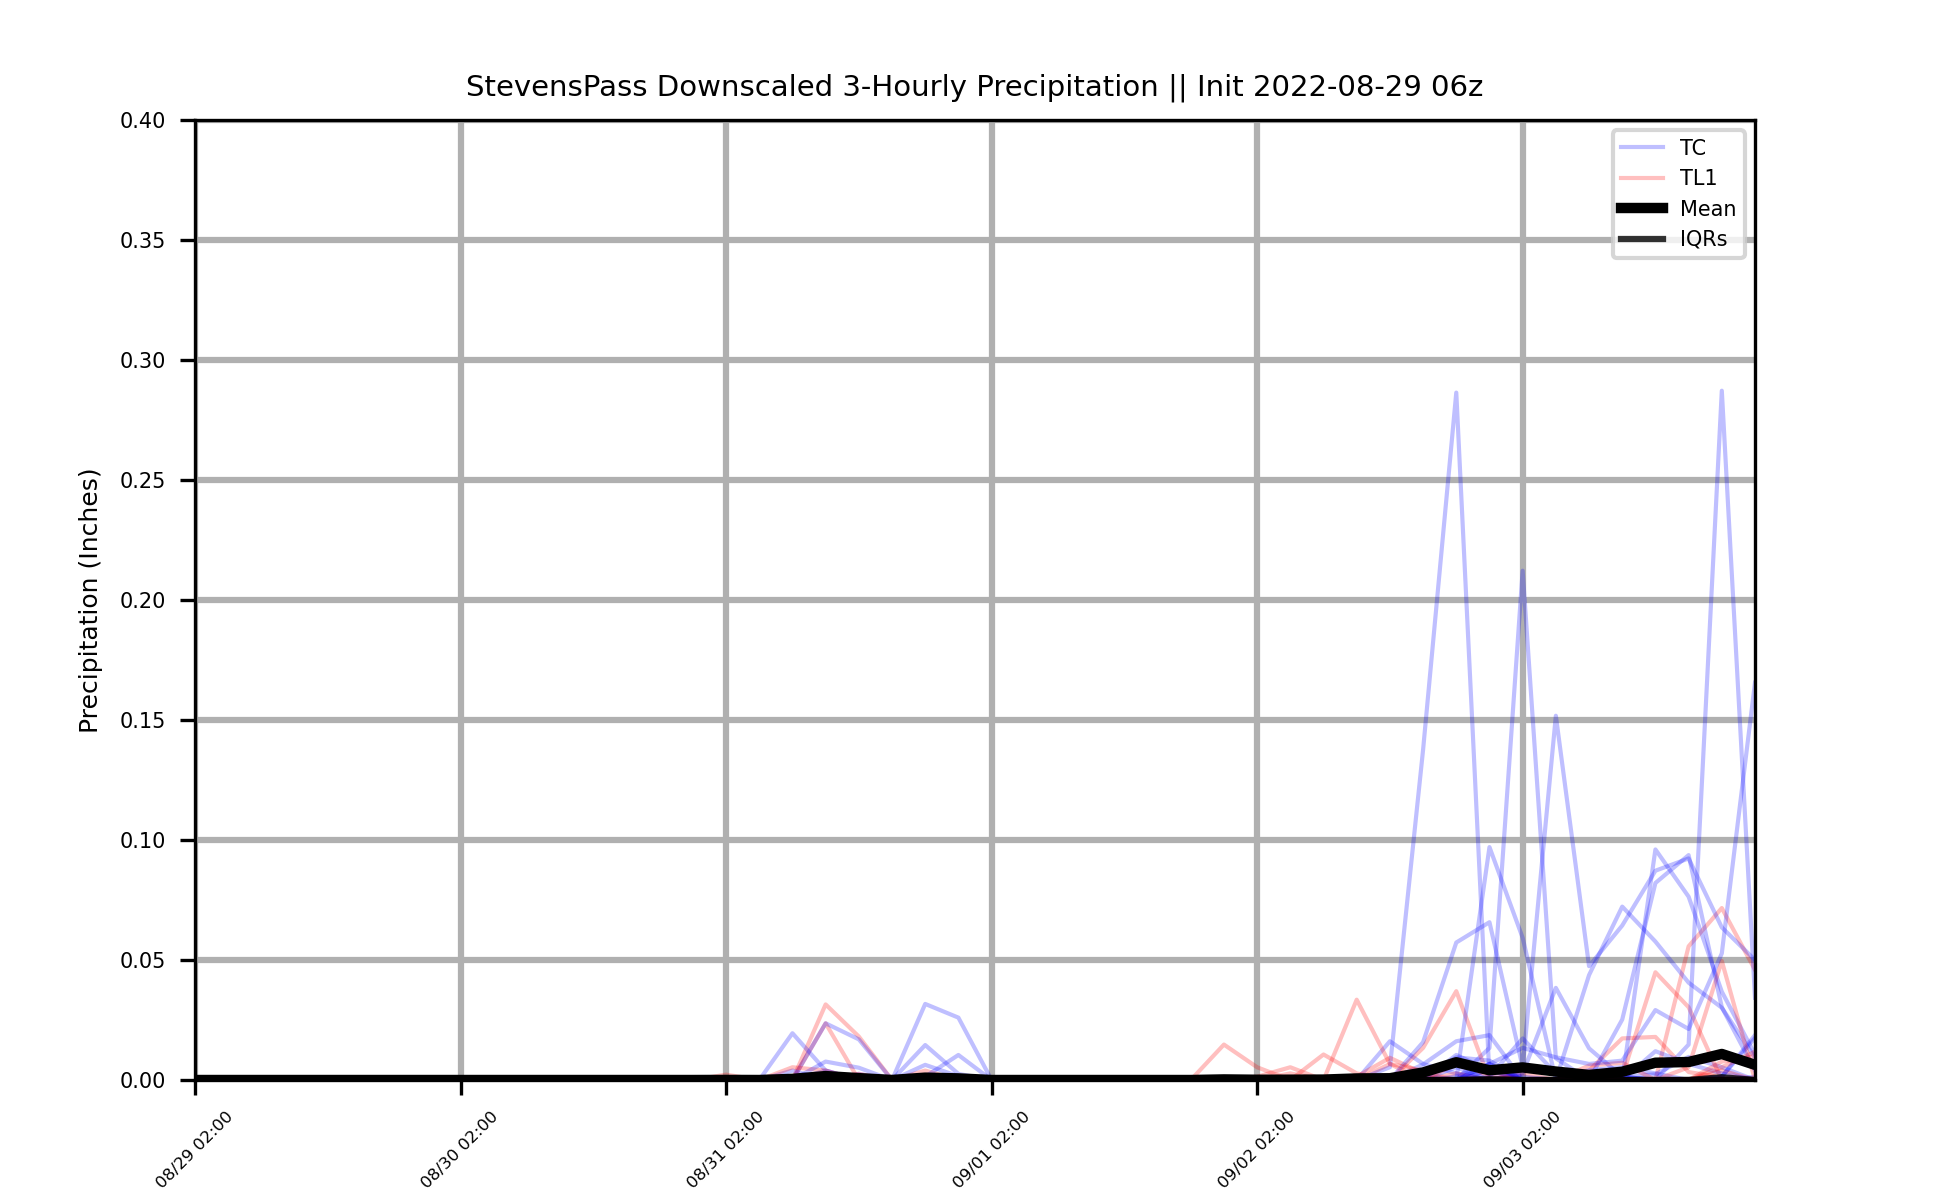 StevensPass Downscaled 3-Hourly Precipitation || Init 2022-08-29 06z
TC
TL1
Mean
IQRs
Precipitation (Inches)
0.40
0.35
0.30
0.25
0.20
0.15
0.10
0.05
0.00
08/29 02:00
08/30 02:00
08/31 02:00
09/01 02:00
09/02 02:00
09/03 02:00